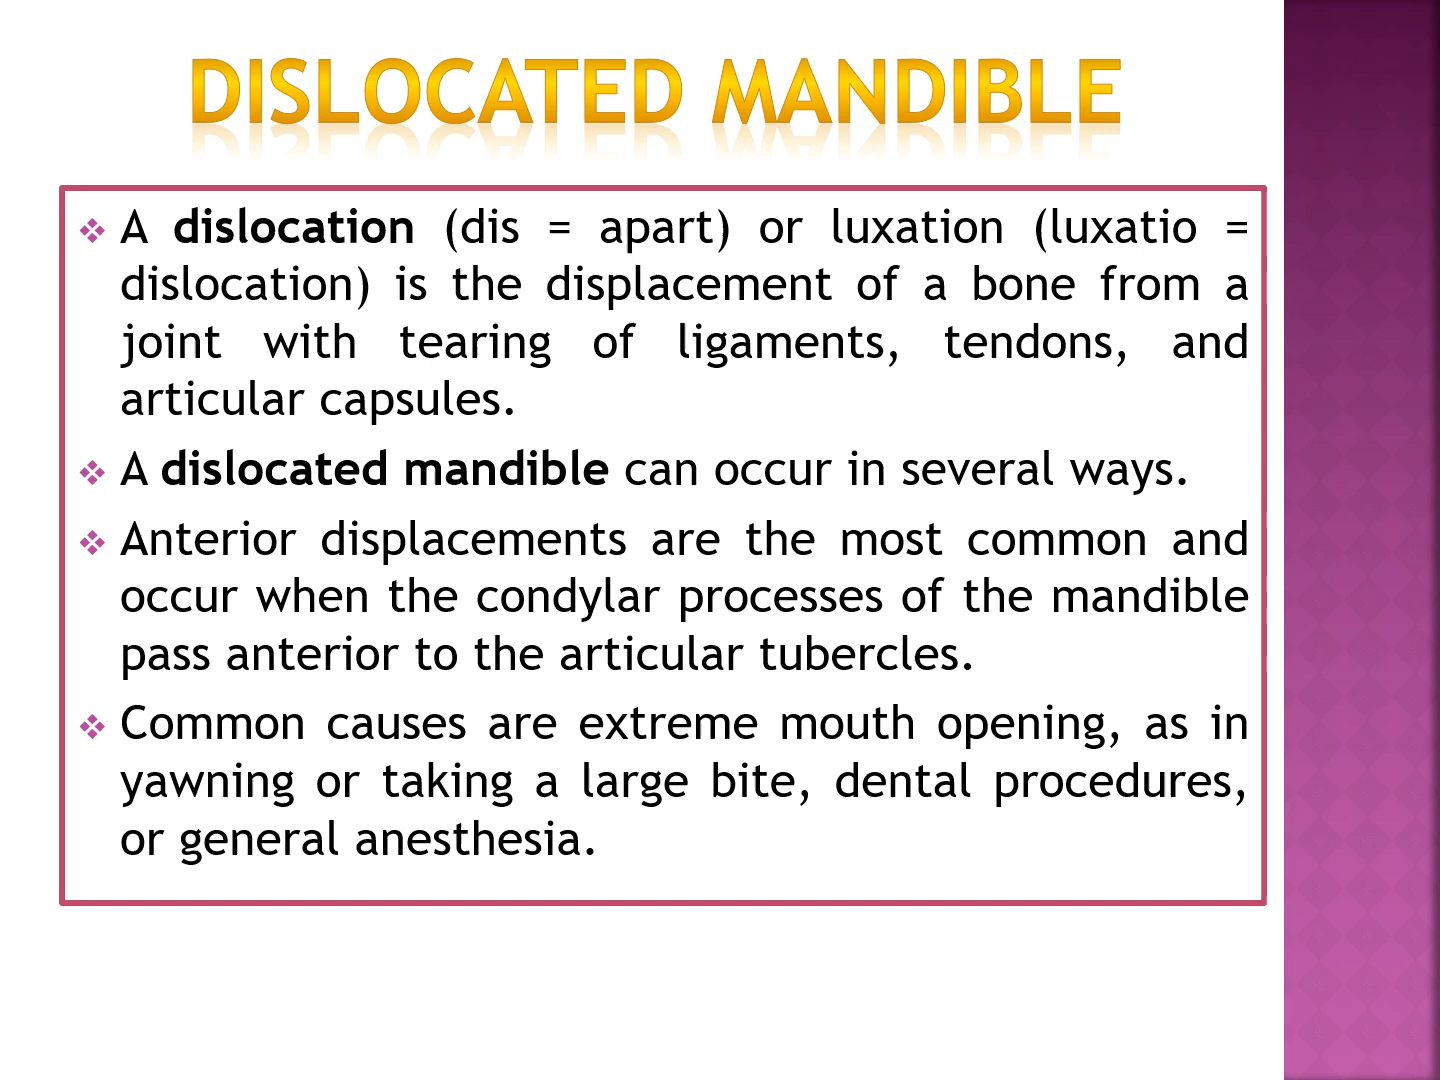 DISLOCATED MANDIBLE
❖ A dislocation (dis = apart) or luxation (luxatio =
dislocation) is the displacement of a bone from a
joint with tearing of ligaments, tendons, and
articular capsules.
❖ A dislocated mandible can occur in several ways.
❖ Anterior displacements are the most common and
occur when the condylar processes of the mandible
pass anterior to the articular tubercles.
❖ Common causes are extreme mouth opening, as in
yawning or taking a large bite, dental procedures,
or general anesthesia.